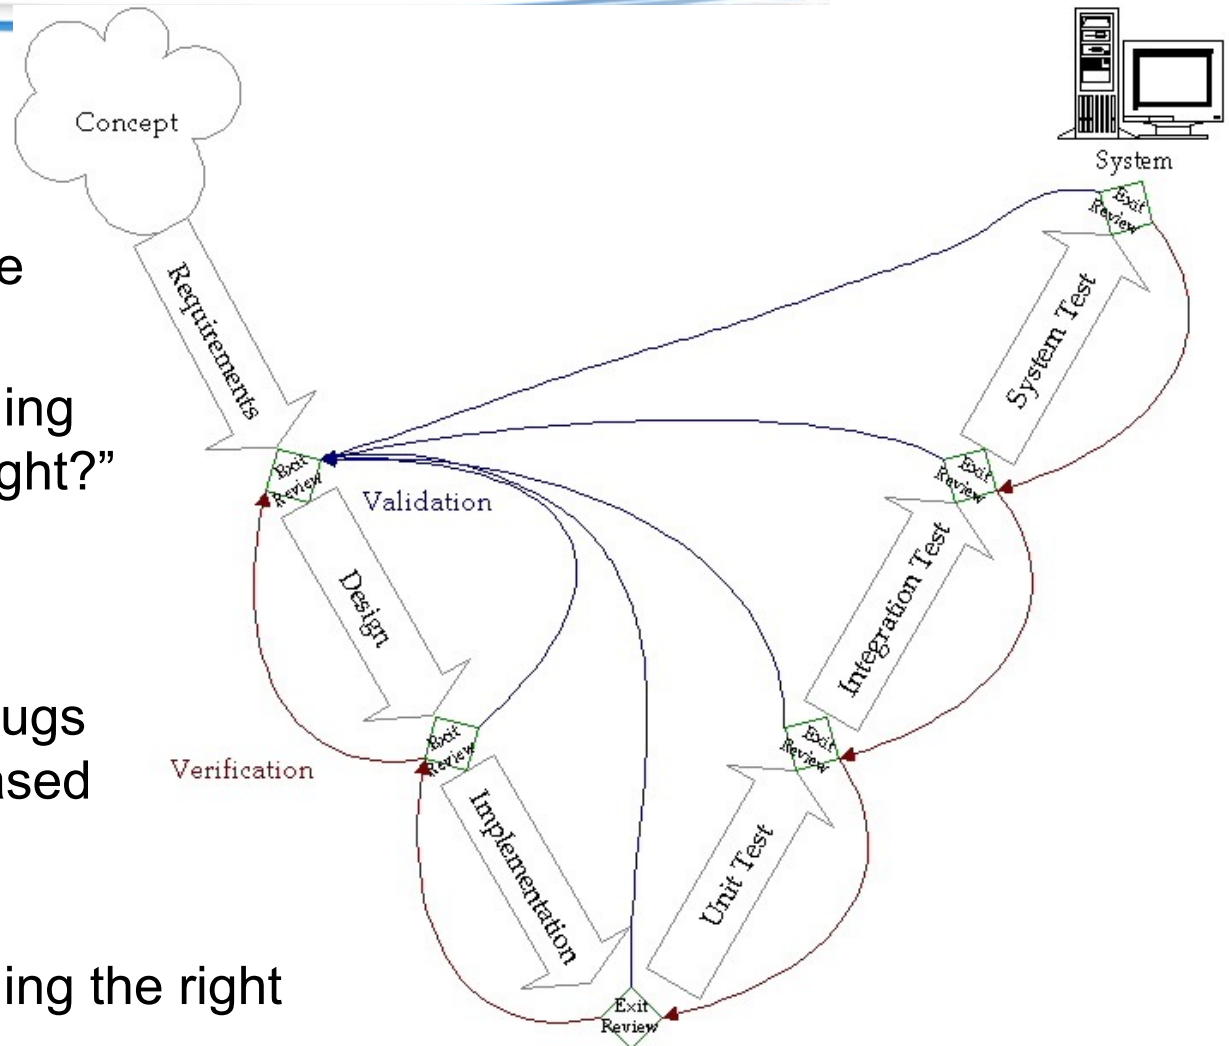 Concept
System
Exit
Review
e
Requirements
System Test
ing
ght?”
Exit
Review
Validation
Exit
Review
Design
Integration Test
ugs
ased
Verification
Exit
Review
Exit
Review
Implementation
Unit Test
ing the right
Exit
Review